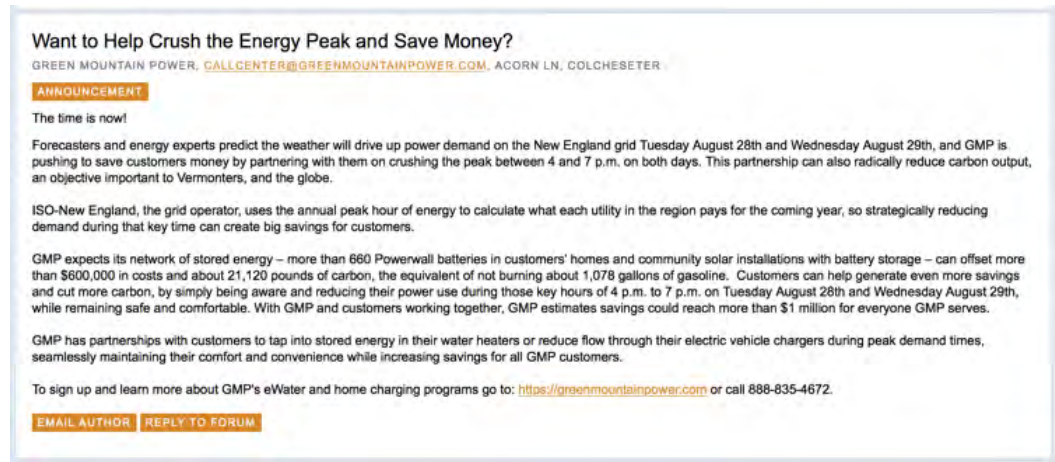 Want to Help Crush the Energy Peak and Save Money?
GREEN MOUNTAIN POWER, CALLCENTER@GREENMOUNTAINPOWER.COM, ACORN LN, COLCHESETER
ANNOUNCEMENT
The time is now!
Forecasters and energy experts predict the weather will drive up power demand on the New England grid Tuesday August 28th and Wednesday August 29th, and GMP is
pushing to save customers money by partnering with them on crushing the peak between 4 and 7 p.m. on both days. This partnership can also radically reduce carbon output,
an objective important to Vermonters, and the globe.
ISO-New England, the grid operator, uses the annual peak hour of energy to calculate what each utility in the region pays for the coming year, so strategically reducing
demand during that key time can create big savings for customers.
GMP expects its network of stored energy – more than 660 Powerwall batteries in customers' homes and community solar installations with battery storage – can offset more
than $600,000 in costs and about 21,120 pounds of carbon, the equivalent of not burning about 1,078 gallons of gasoline. Customers can help generate even more savings
and cut more carbon, by simply being aware and reducing their power use during those key hours of 4 p.m. to 7 p.m. on Tuesday August 28th and Wednesday August 29th,
while remaining safe and comfortable. With GMP and customers working together, GMP estimates savings could reach more than $1 million for everyone GMP serves.
GMP has partnerships with customers to tap into stored energy in their water heaters or reduce flow through their electric vehicle chargers during peak demand times,
seamlessly maintaining their comfort and convenience while increasing savings for all GMP customers.
To sign up and learn more about GMP's eWater and home charging programs go to: https://greenmountainpower.com or call 888-835-4672.
EMAIL AUTHOR REPLY TO FORUM